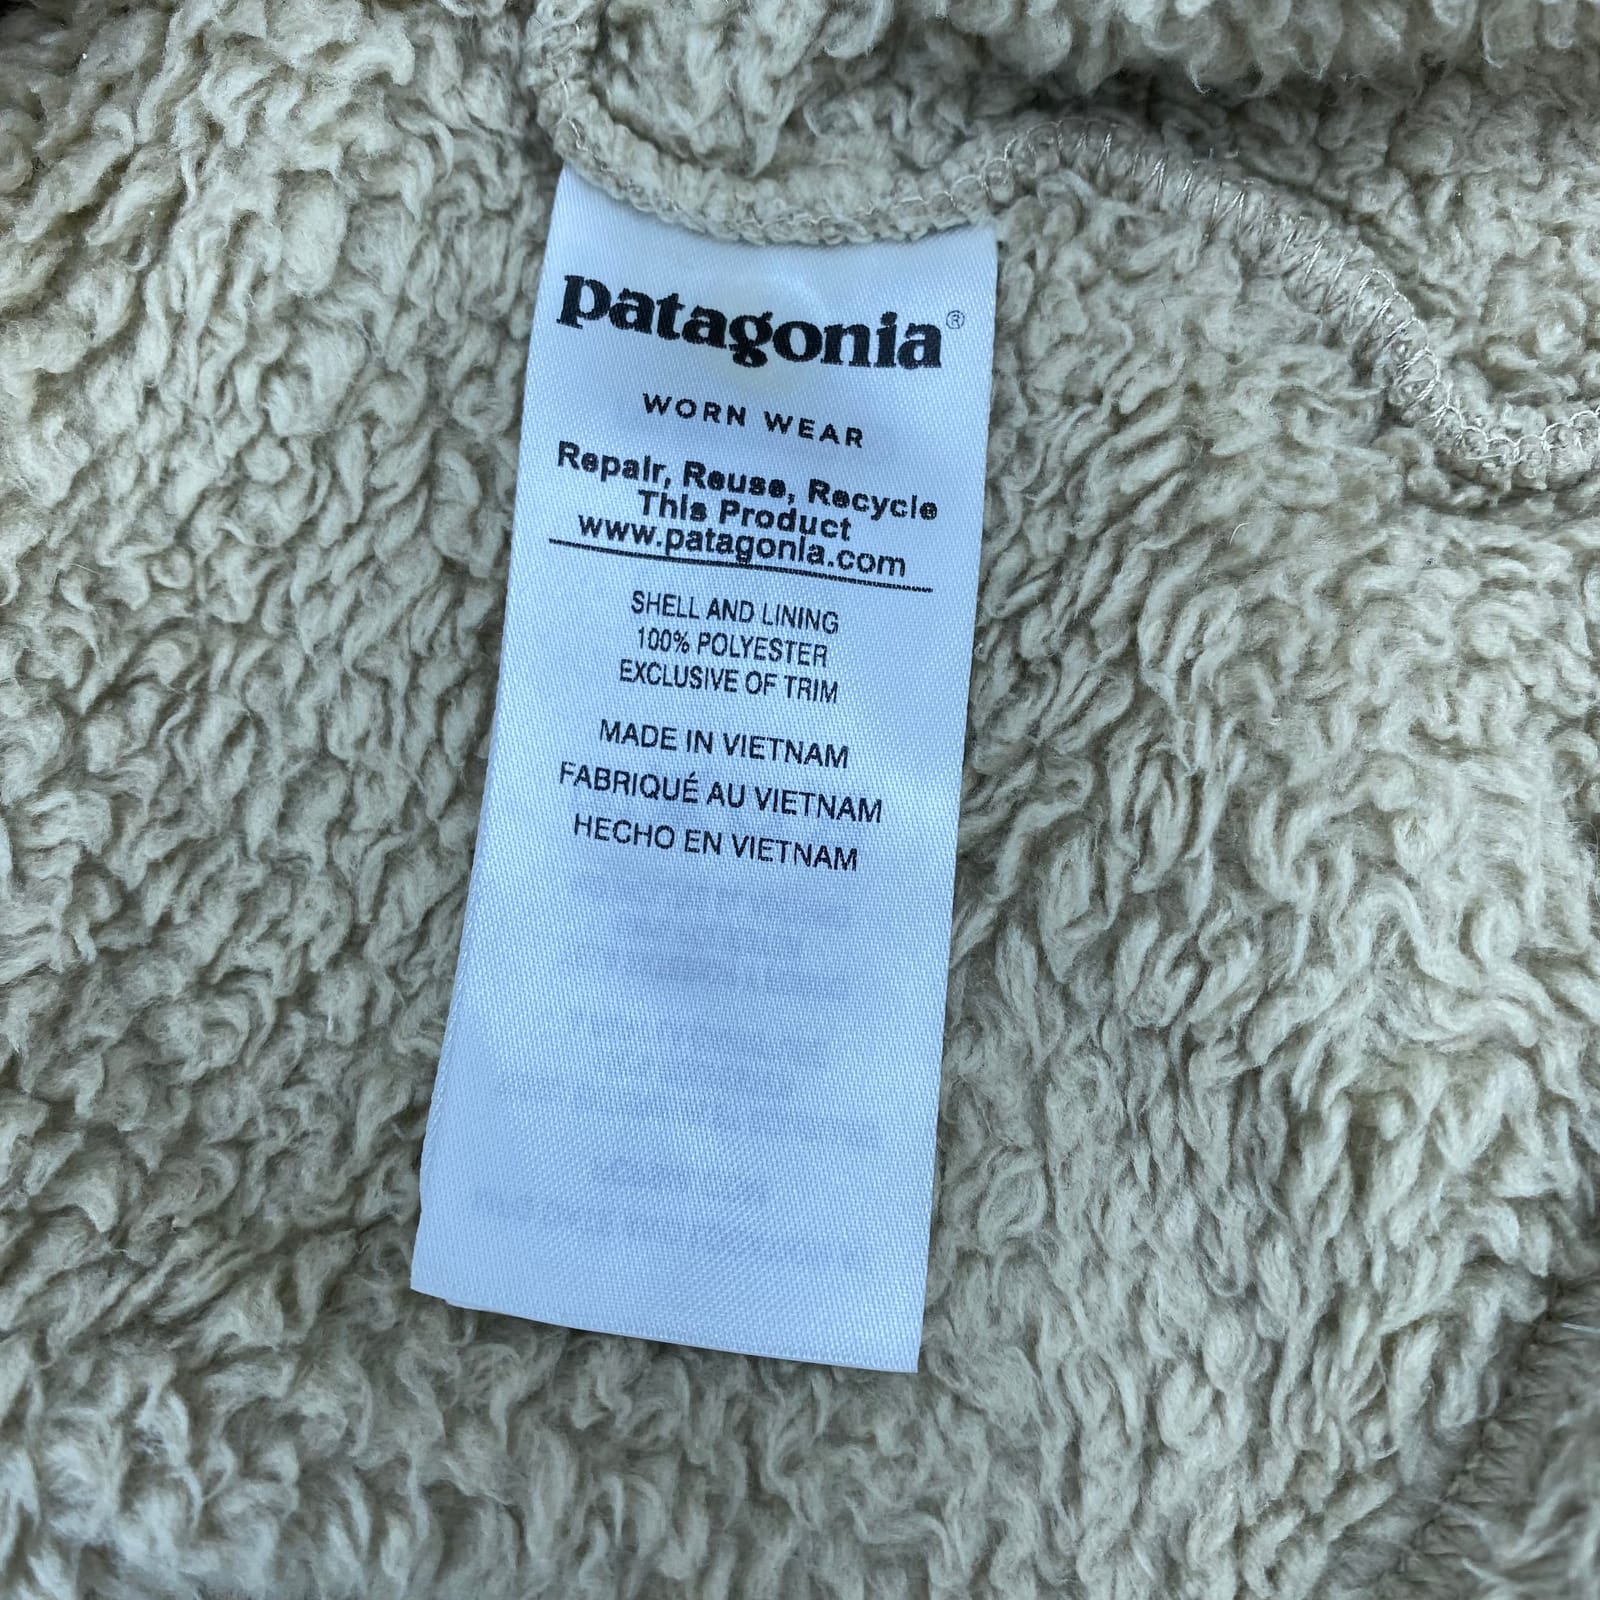 patagonia®
WORN WEAR
Repair, Reuse, Recycle
This Product
www.patagonia.com
SHELL AND LINING
100% POLYESTER
EXCLUSIVE OF TRIM
MADE IN VIETNAM
FABRIQUÉ AU VIETNAM
HECHO EN VIETNAM